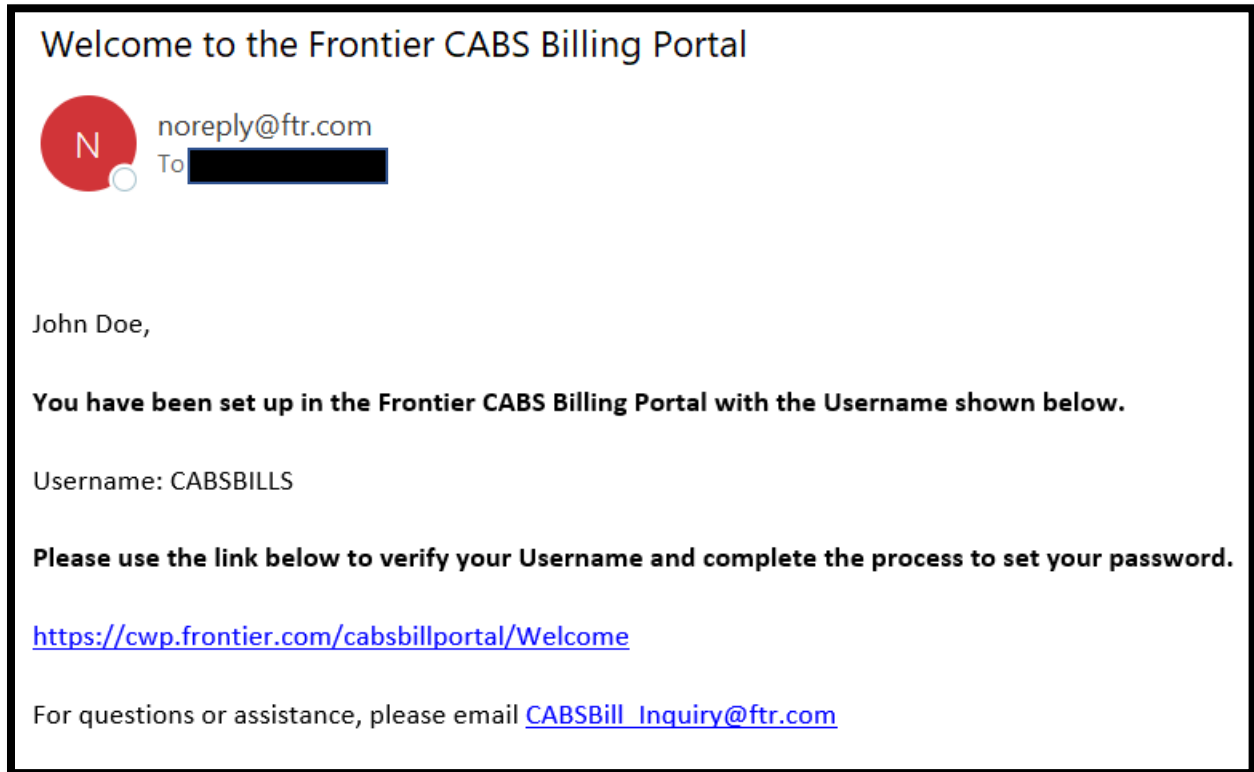 Welcome to the Frontier CABS Billing Portal
N
noreply@ftr.com
To
John Doe,
You have been set up in the Frontier CABS Billing Portal with the Username shown below.
Username: CABSBILLS
Please use the link below to verify your Username and complete the process to set your password.
https://cwp.frontier.com/cabsbillportal/Welcome
For questions or assistance, please email CABSBill_Inquiry@ftr.com